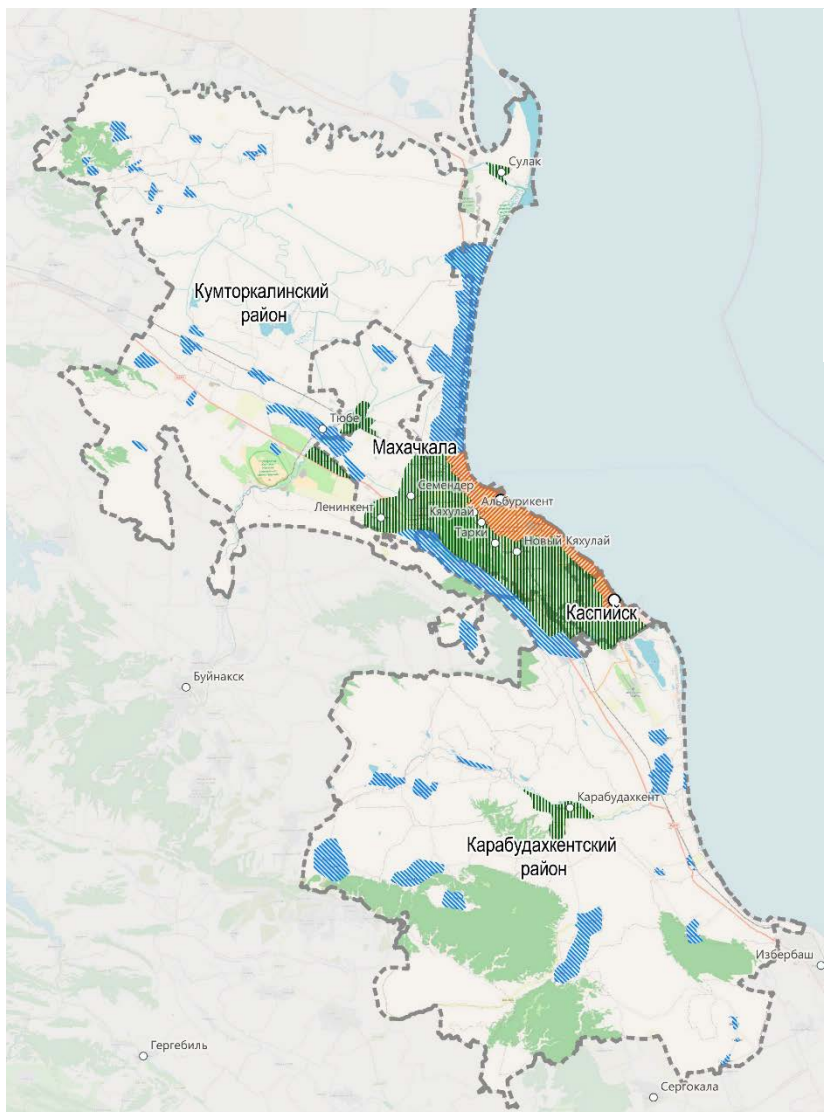 Сулак
Кумторкалинский
район
Тюбе
Махачкала
Семендер
Альбурикент
Ленинкент
Кяхулай
Тарки
Новый Кяхулай
Каспийск
Буйнакск
Карабудахкент
Карабудахкентский
район
Избербаш
Гергебиль
Сергокала